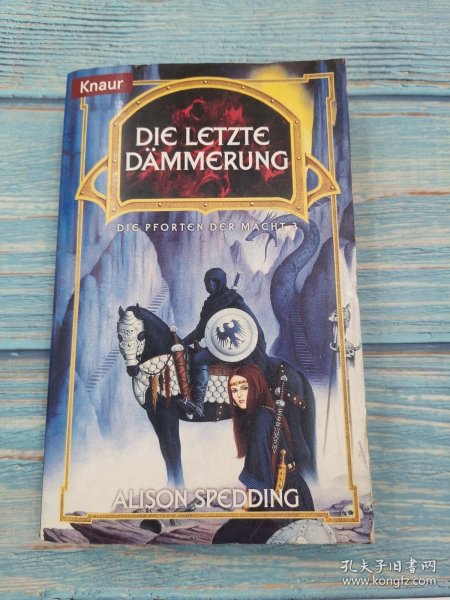 Knaur
DIE LETZTE
DÄMMERUNG
DIE PFORTEN DER MACHT 3
ALISON SPEDDING
孔夫子旧书网
www.kongfz.com